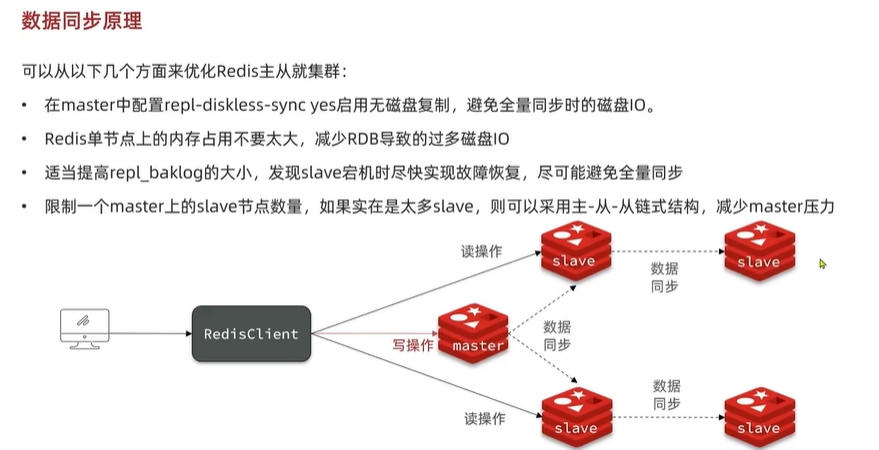 数据同步原理
可以从以下几个方面来优化Redis主从就集群：
• 在master中配置repl-diskless-sync yes启用无磁盘复制，避免全量同步时的磁盘IO。
• Redis单节点上的内存占用不要太大，减少RDB导致的过多磁盘IO
• 适当提高repl_baklog的大小，发现slave宕机时尽快实现故障恢复，尽可能避免全量同步
• 限制一个master上的slave节点数量，如果实在是太多slave，则可以采用主-从-从链式结构，减少master压力
读操作
slave
数据
同步
slave
RedisClient
写操作
master
数据
同步
读操作
slave
数据
同步
slave